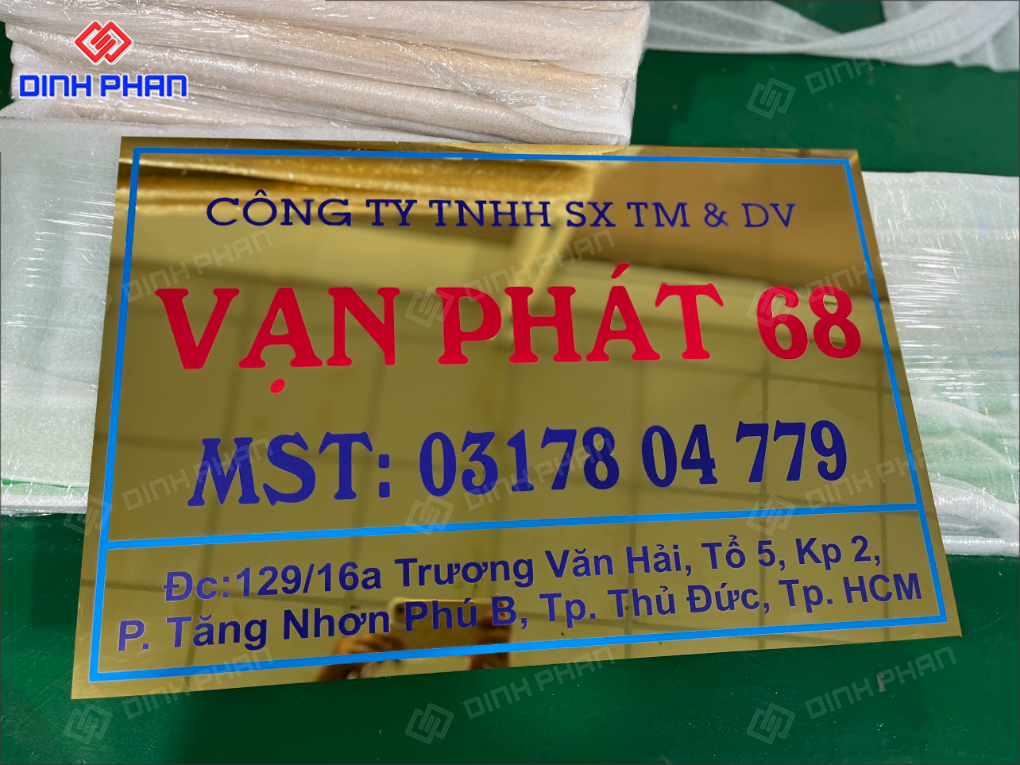 DINH PHAN
CÔNG TY TNHH SX TM & DV
VẠN PHÁT 68
MST: 03178 04 779
Đc:129/16a Trương Văn Hải, Tổ 5, Kp 2,
P. Tăng Nhơn Phú B, Tp. Thủ Đức, Tp. HCM